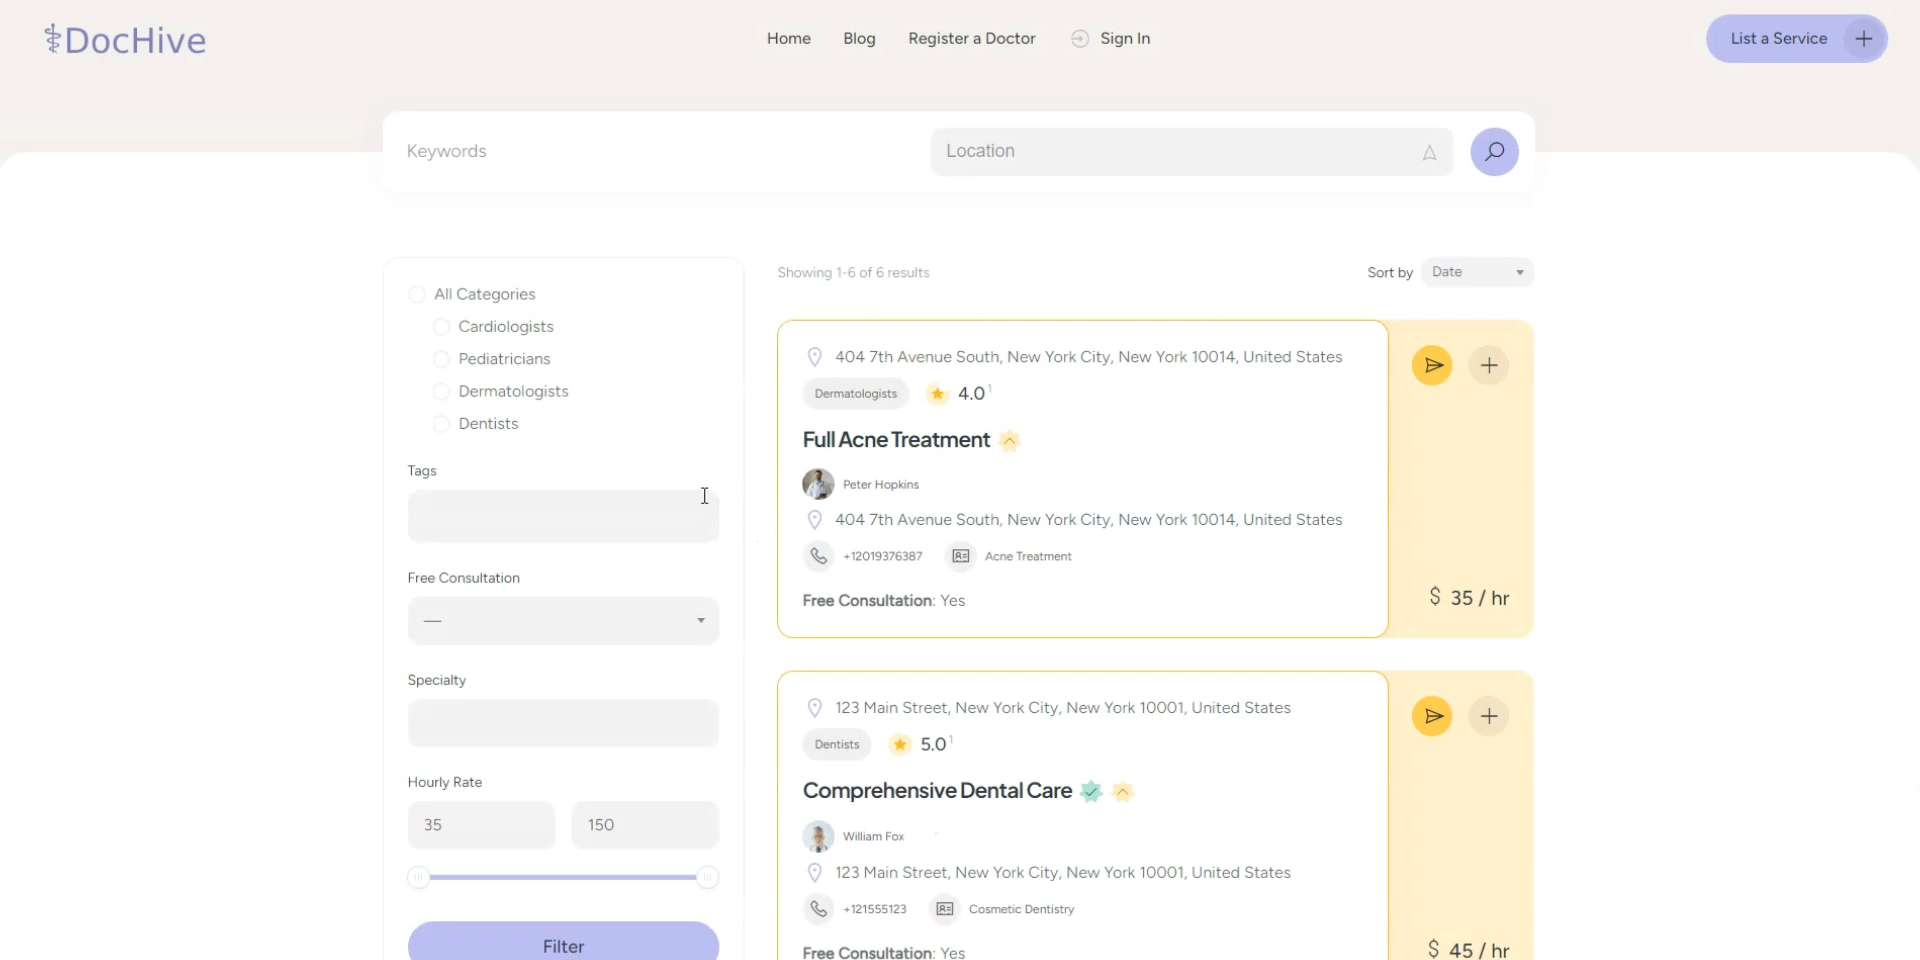 DocHive
Home Blog Register a Doctor Sign In
List a Service
Keywords
Location
All Categories
Cardiologists
Pediatricians
Dermatologists
Dentists
Tags
Free Consultation
—
Specialty
Hourly Rate
35 150
Filter
Showing 1-6 of 6 results
Sort by Date
404 7th Avenue South, New York City, New York 10014, United States
Dermatologists 4.0 1
Full Acne Treatment
Peter Hopkins
404 7th Avenue South, New York City, New York 10014, United States
+12019376387 Acne Treatment
Free Consultation: Yes
$ 35 / hr
123 Main Street, New York City, New York 10001, United States
Dentists 5.0 1
Comprehensive Dental Care
William Fox
123 Main Street, New York City, New York 10001, United States
+121555123 Cosmetic Dentistry
Free Consultation: Yes
$ 45 / hr